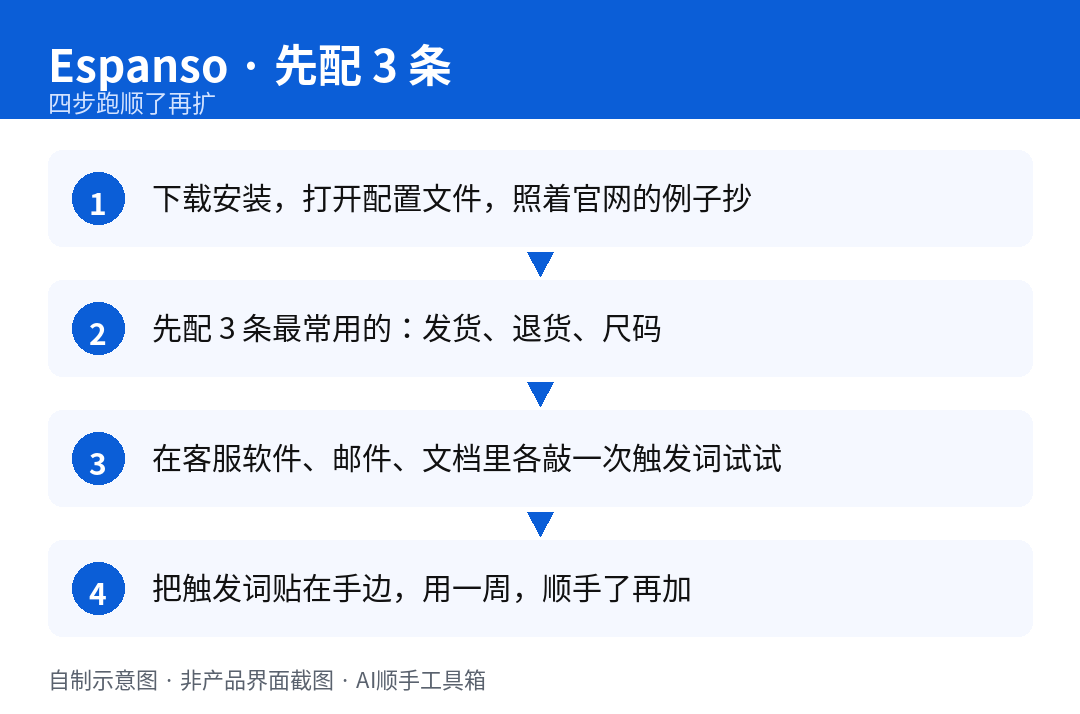 Espanso · 先配 3 条
四步跑顺了再扩
1 下载安装，打开配置文件，照着官网的例子抄
2 先配 3 条最常用的：发货、退货、尺码
3 在客服软件、邮件、文档里各敲一次触发词试试
4 把触发词贴在手边，用一周，顺手了再加
自制示意图 · 非产品界面截图 · AI顺手工具箱